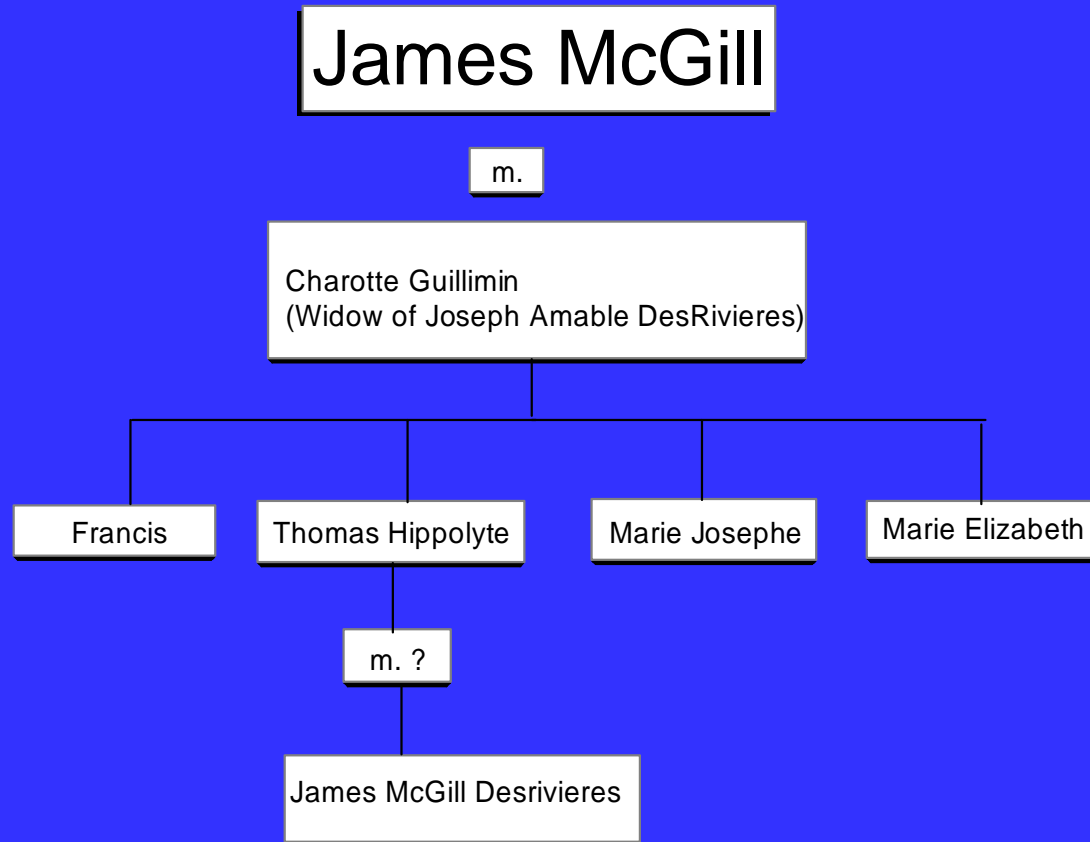 James McGill
m.
Charotte Guillimin
(Widow of Joseph Amable DesRivieres)
Francis
Thomas Hippolyte
Marie Josephe
Marie Elizabeth
m. ?
James McGill Desrivieres